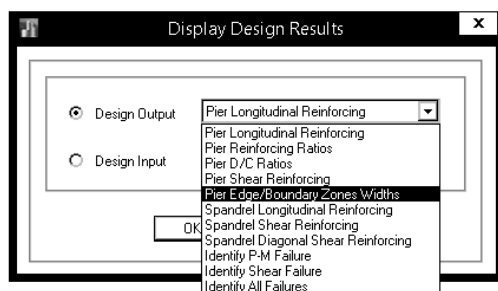 Display Design Results
x
Design Output
Pier Longitudinal Reinforcing
Pier Longitudinal Reinforcing
Pier Reinforcing Ratios
Pier D/C Ratios
Design Input
Pier Shear Reinforcing
Pier Edge/Boundary Zones Widths
Spandrel Longitudinal Reinforcing
OK
Spandrel Shear Reinforcing
Spandrel Diagonal Shear Reinforcing
Identify P-M Failure
Identify Shear Failure
Identify All Failures